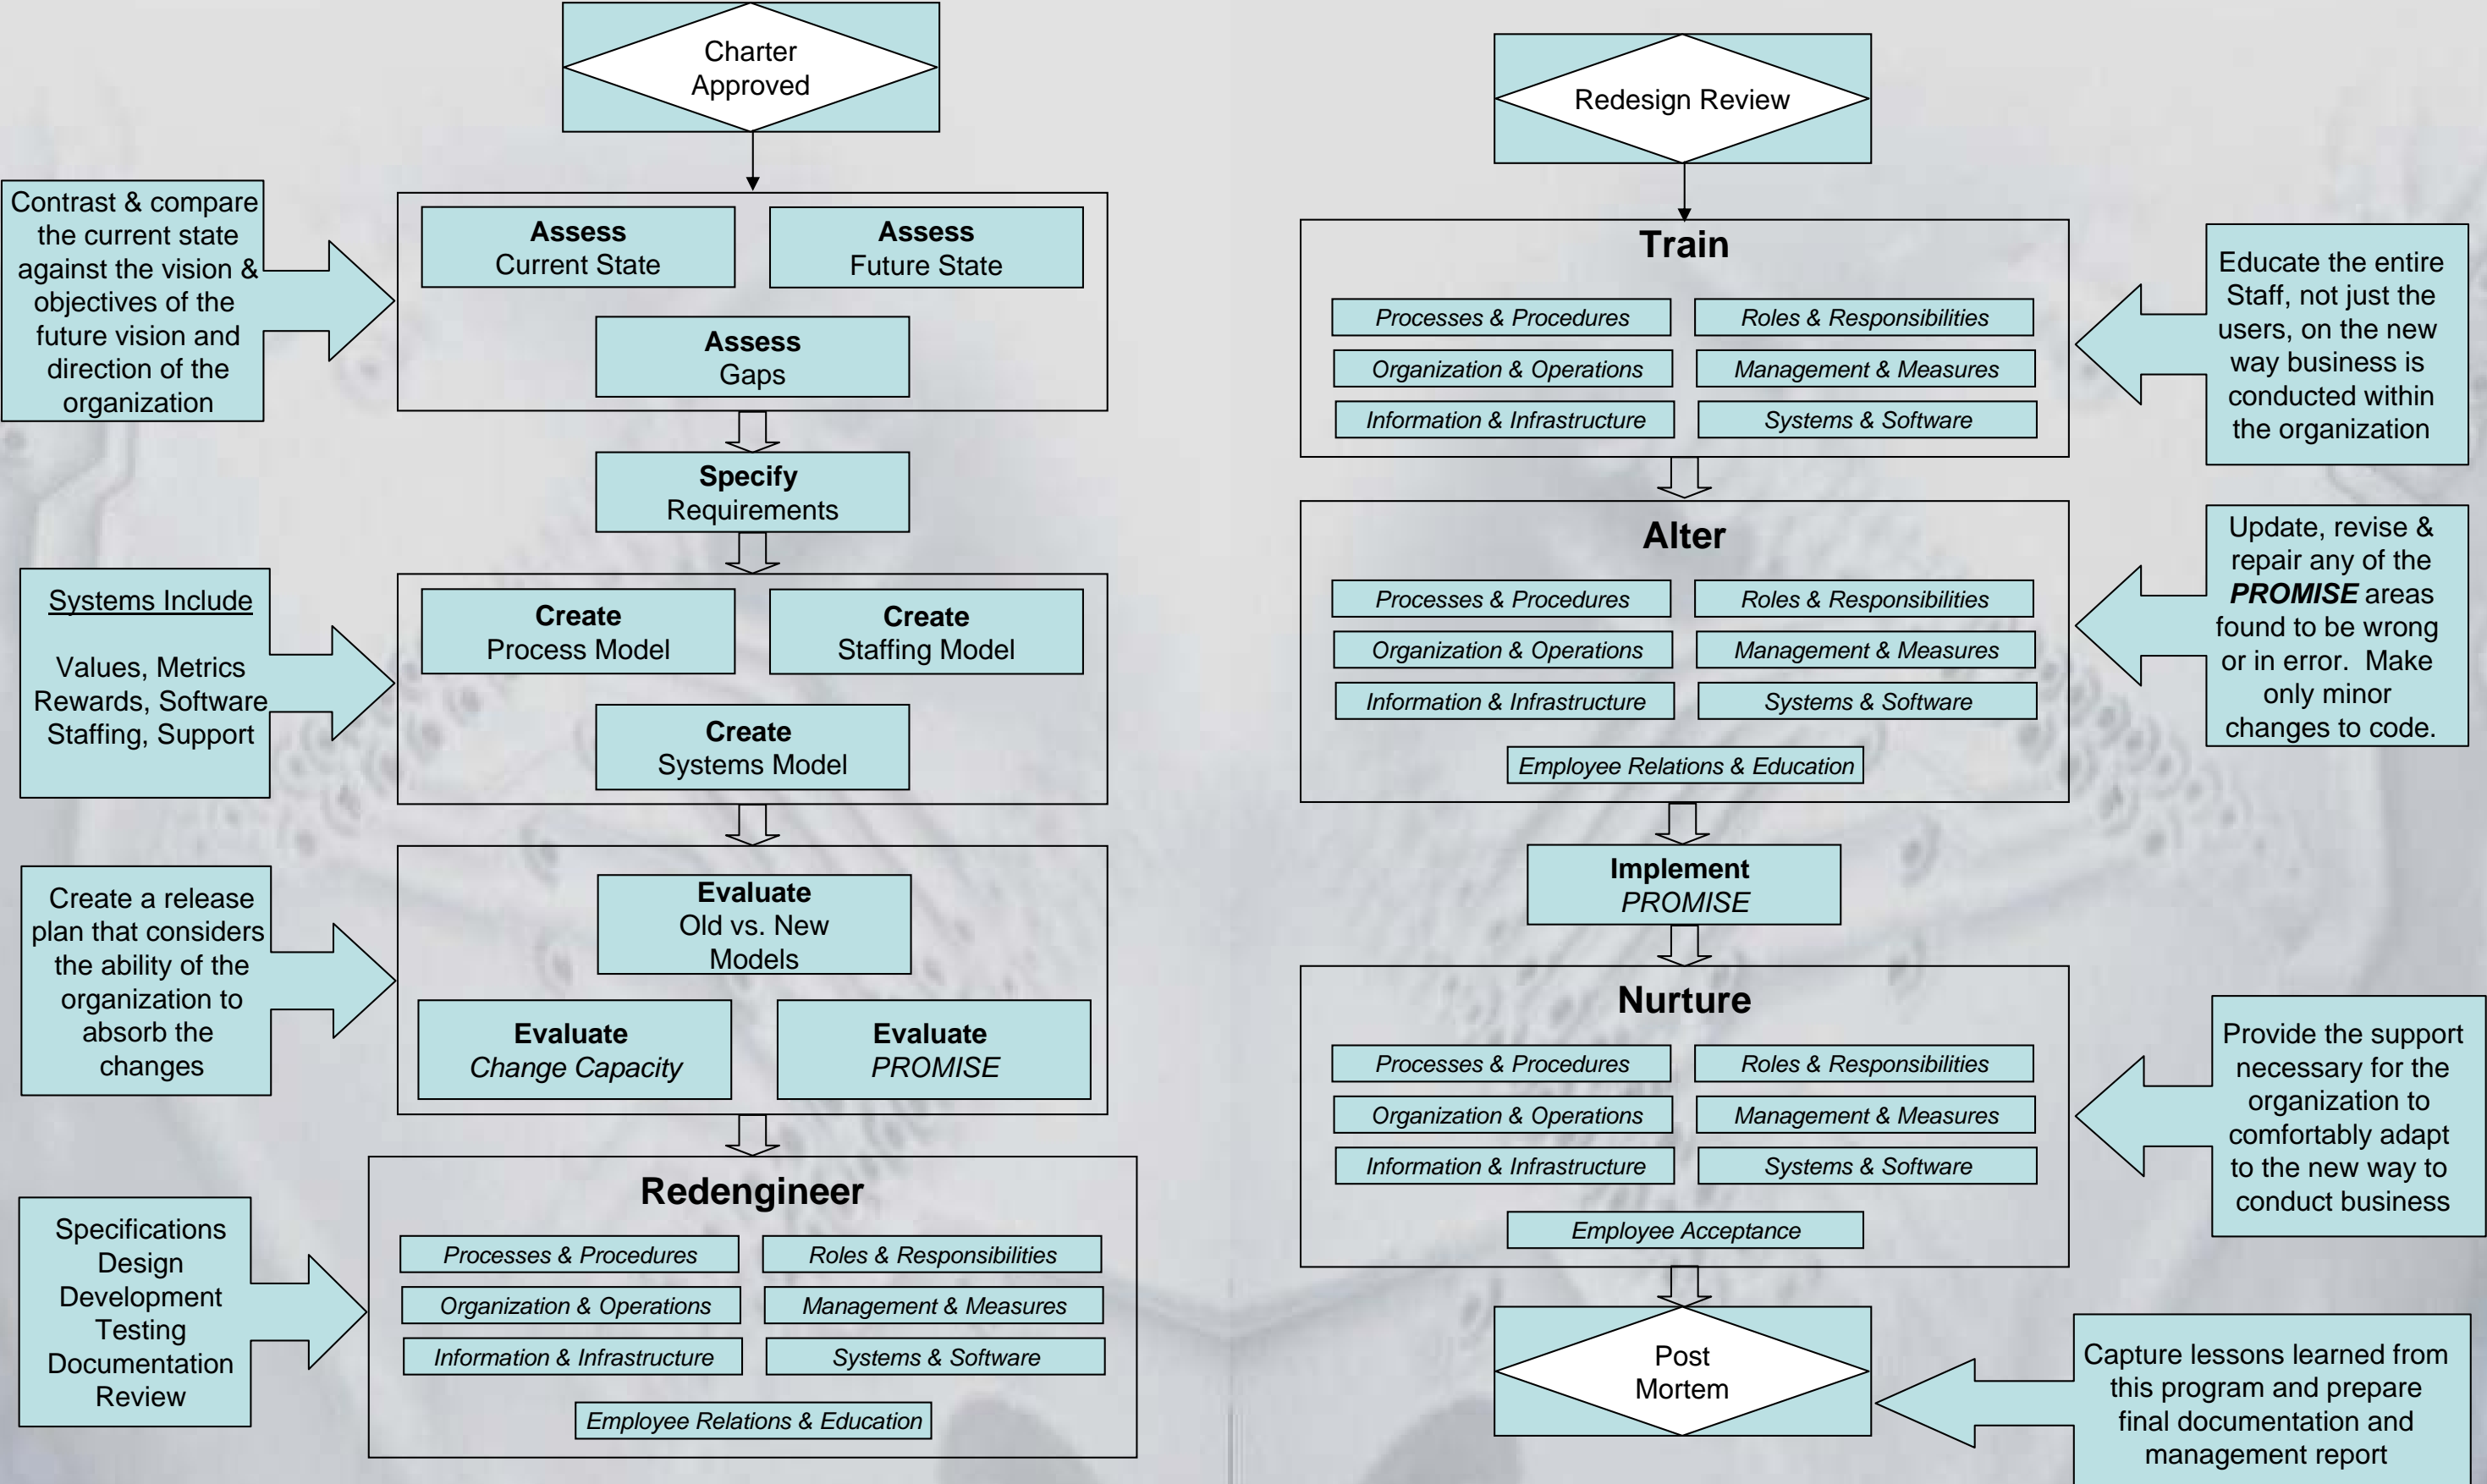 Charter
Approved
Contrast & compare
the current state
against the vision &
objectives of the
future vision and
direction of the
organization
Assess
Current State
Assess
Future State
Assess
Gaps
Specify
Requirements
Systems Include
Values, Metrics
Rewards, Software
Staffing, Support
Create
Process Model
Create
Staffing Model
Create
Systems Model
Create a release
plan that considers
the ability of the
organization to
absorb the
changes
Evaluate
Old vs. New
Models
Evaluate
Change Capacity
Evaluate
PROMISE
Specifications
Design
Development
Testing
Documentation
Review
Redengineer
Processes & Procedures
Roles & Responsibilities
Organization & Operations
Management & Measures
Information & Infrastructure
Systems & Software
Employee Relations & Education
Redesign Review
Train
Processes & Procedures
Roles & Responsibilities
Organization & Operations
Management & Measures
Information & Infrastructure
Systems & Software
Educate the entire
Staff, not just the
users, on the new
way business is
conducted within
the organization
Alter
Processes & Procedures
Roles & Responsibilities
Organization & Operations
Management & Measures
Information & Infrastructure
Systems & Software
Employee Relations & Education
Update, revise &
repair any of the
PROMISE areas
found to be wrong
or in error. Make
only minor
changes to code.
Implement
PROMISE
Nurture
Processes & Procedures
Roles & Responsibilities
Organization & Operations
Management & Measures
Information & Infrastructure
Systems & Software
Employee Acceptance
Provide the support
necessary for the
organization to
comfortably adapt
to the new way to
conduct business
Post
Mortem
Capture lessons learned from
this program and prepare
final documentation and
management report